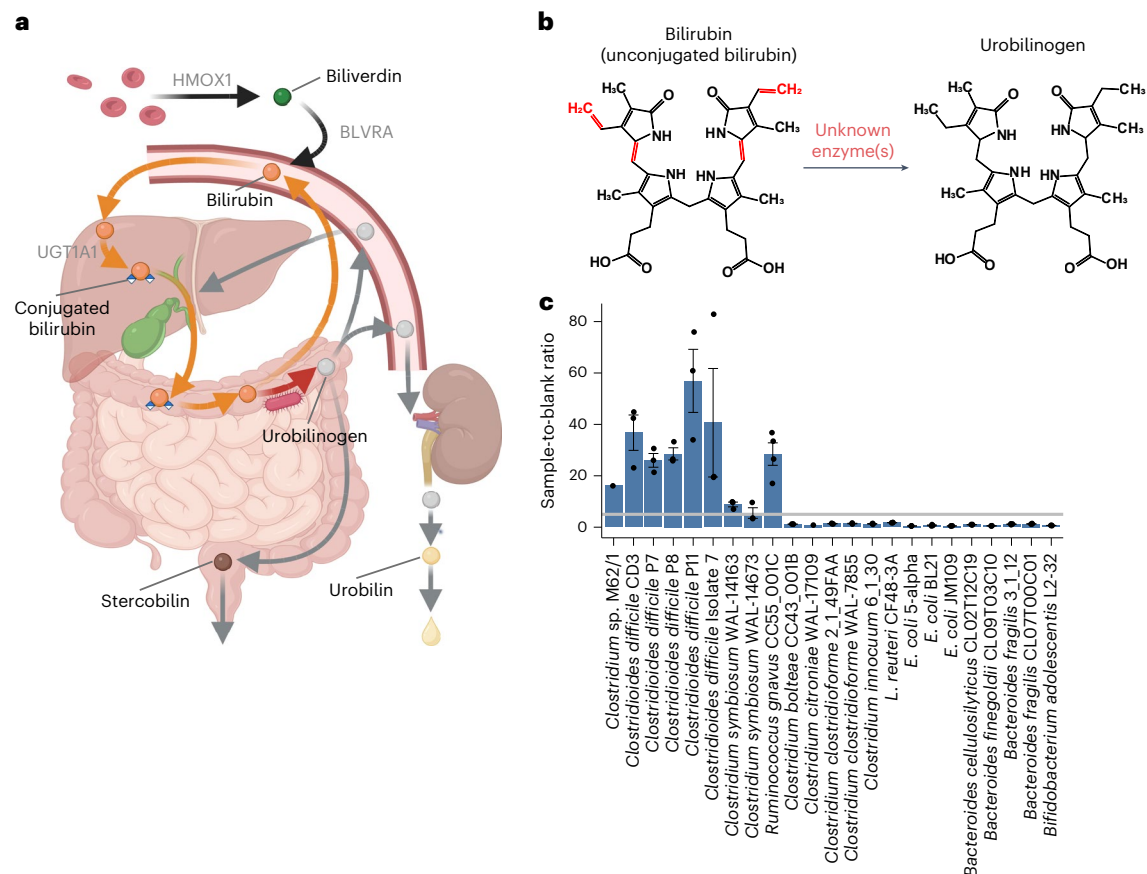 a
HMOX1
Biliverdin
BLVRA
Bilirubin
UGT1A1
Conjugated
bilirubin
Urobilinogen
Stercobilin
Urobilin
b
Bilirubin
(unconjugated bilirubin)
Urobilinogen
H₃C
O
CH₂
H₂C
NH
HN
CH₃
NH
HN
H₃C
CH₃
HO
O
O
OH
Unknown
enzyme(s)
H₃C
O
O
CH₃
H₃C
NH
HN
CH₃
NH
HN
H₃C
CH₃
HO
O
O
OH
c
Sample-to-blank ratio
80
60
40
20
0
Clostridium sp. M62/1
Clostridioides difficile CD3
Clostridioides difficile P7
Clostridioides difficile P8
Clostridioides difficile P11
Clostridioides difficile Isolate 7
Clostridium symbiosum WAL-14163
Clostridium symbiosum WAL-14673
Ruminococcus gnavus CC55_001C
Clostridium bolteae CC43_001B
Clostridium citroniae WAL-17109
Clostridium clostridioforme 2_1_49FAA
Clostridium clostridioforme WAL-7855
Clostridium innocuum 6_1_30
L. reuteri CF48-3A
E. coli 5-alpha
E. coli BL21
E. coli JM109
Bacteroides cellulosilyticus CL02T12C19
Bacteroides finegoldii CL09T03C10
Bacteroides fragilis 3_1_12
Bacteroides fragilis CL07T00C01
Bifidobacterium adolescentis L2-32